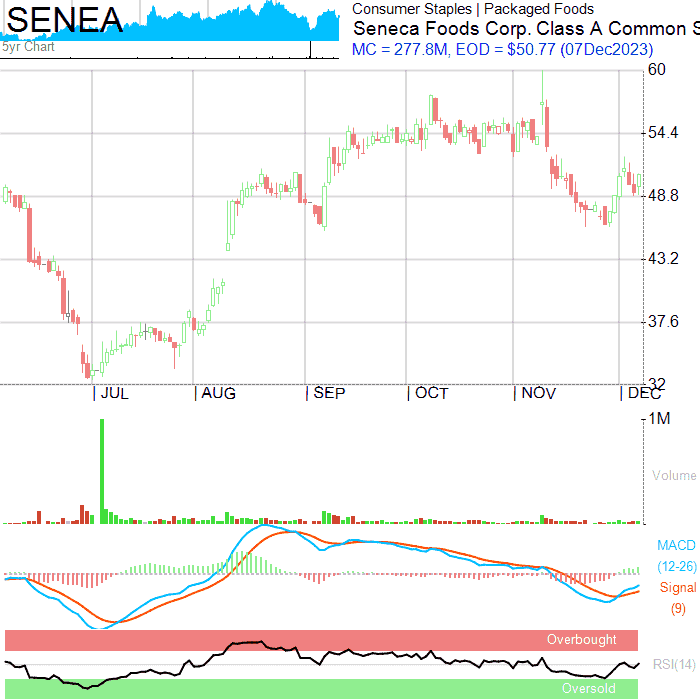 SENEA
5yr Chart
Consumer Staples | Packaged Foods
Seneca Foods Corp. Class A Common S
MC = 277.8M, EOD = $50.77 (07Dec2023)
60
54.4
48.8
43.2
37.6
32
JUL AUG SEP OCT NOV DEC
1M
Volume
MACD
(12-26)
Signal
(9)
Overbought
RSI(14)
Oversold